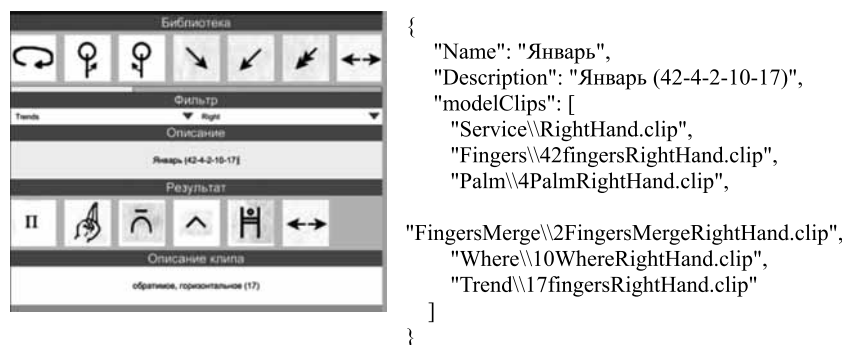 Библиотека
Фильтр
Trends Right
Описание
Январь (42-4-2-10-17)
Результат
П
Описание клипа
обратимое, горизонтальное (17)
{
"Name": "Январь",
"Description": "Январь (42-4-2-10-17)",
"modelClips": [
"Service\\RightHand.clip",
"Fingers\\42fingersRightHand.clip",
"Palm\\4PalmRightHand.clip",
"FingersMerge\\2FingersMergeRightHand.clip",
"Where\\10WhereRightHand.clip",
"Trend\\17fingersRightHand.clip"
]
}